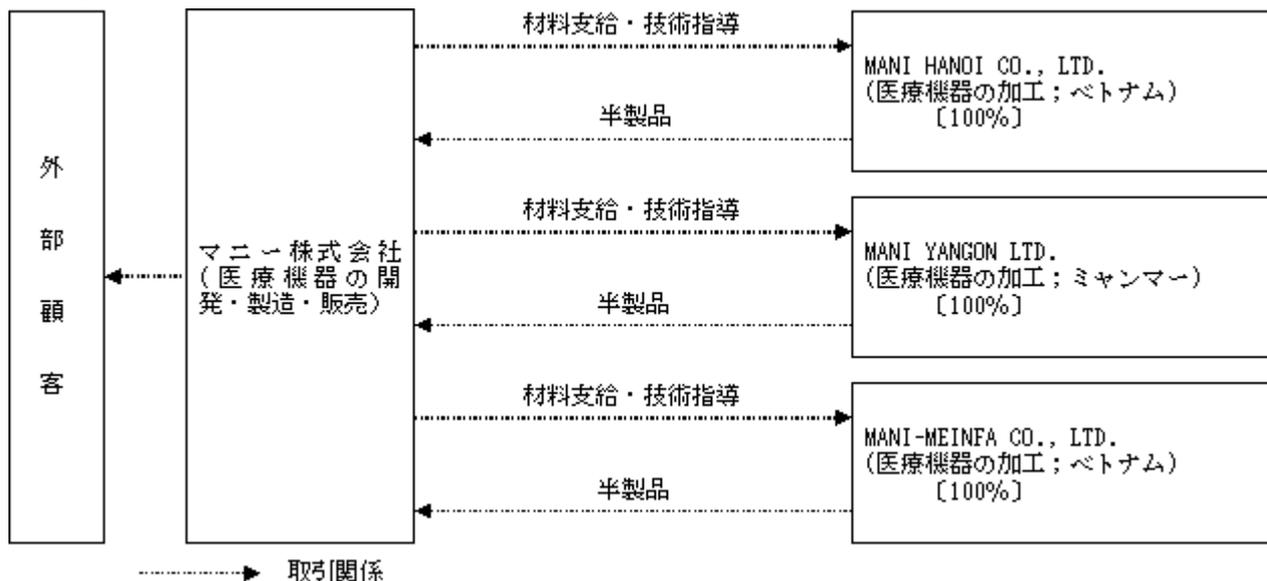 外部顧客
マニー株式会社
(医療機器の開
発・製造・販売)
材料支給・技術指導
半製品
MANI HANOI CO., LTD.
(医療機器の加工；ベトナム)
〔100%〕
材料支給・技術指導
半製品
MANI YANGON LTD.
(医療機器の加工；ミャンマー)
〔100%〕
材料支給・技術指導
半製品
MANI-MEINFA CO., LTD.
(医療機器の加工；ベトナム)
〔100%〕
取引関係